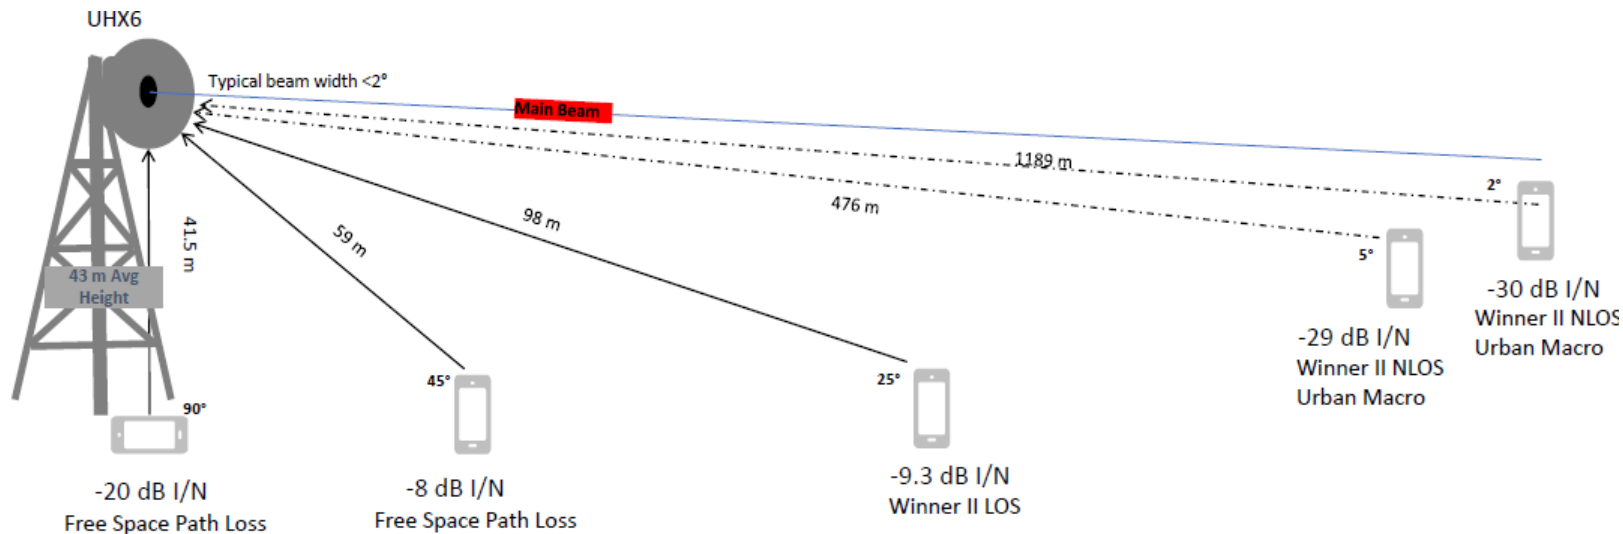 UHX6
Typical beam width <2°
Main Beam
1189 m
2°
476 m
5°
98 m
59 m
41.5 m
43 m Avg
Height
-30 dB I/N
Winner II NLOS
Urban Macro
-29 dB I/N
Winner II NLOS
Urban Macro
25°
45°
90°
-9.3 dB I/N
Winner II LOS
-8 dB I/N
Free Space Path Loss
-20 dB I/N
Free Space Path Loss